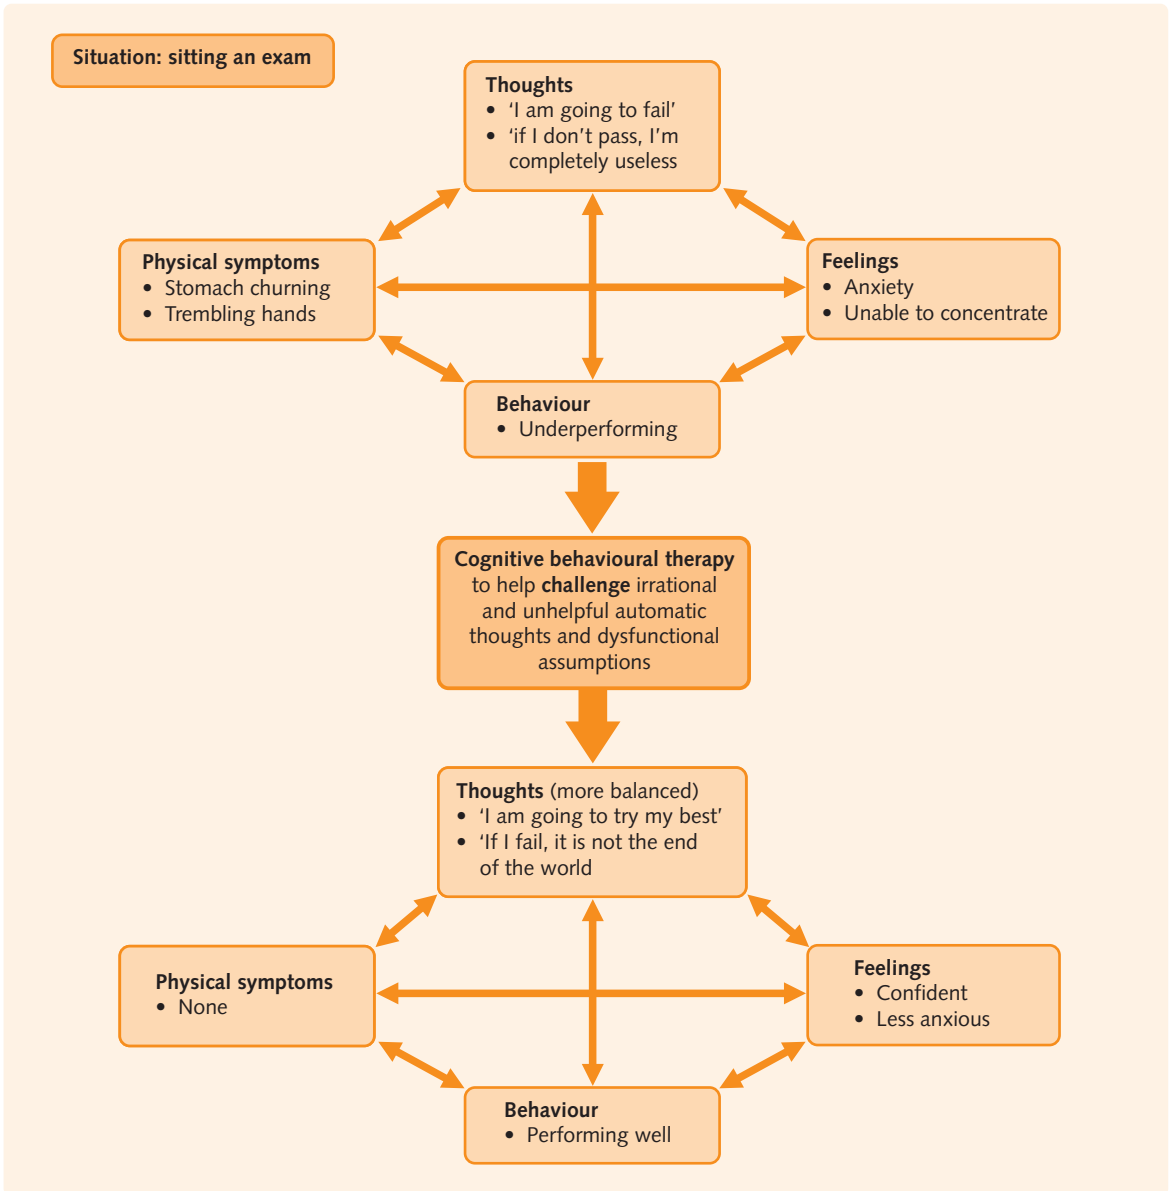 Situation: sitting an exam
Thoughts
• ‘I am going to fail’
• ‘if I don’t pass, I’m
completely useless
Physical symptoms
• Stomach churning
• Trembling hands
Feelings
• Anxiety
• Unable to concentrate
Behaviour
• Underperforming
Cognitive behavioural therapy
to help challenge irrational
and unhelpful automatic
thoughts and dysfunctional
assumptions
Thoughts (more balanced)
• ‘I am going to try my best’
• ‘If I fail, it is not the end
of the world
Physical symptoms
• None
Feelings
• Confident
• Less anxious
Behaviour
• Performing well